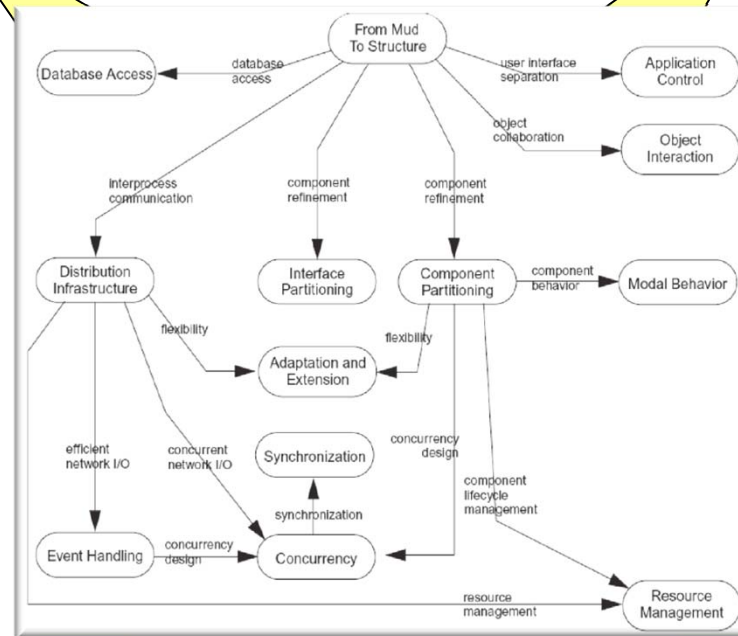 From Mud
To Structure
Database Access
database
access
user interface
separation
Application
Control
object
collaboration
Object
Interaction
interprocess
communication
component
refinement
component
refinement
Distribution
Infrastructure
Interface
Partitioning
Component
Partitioning
component
behavior
Modal Behavior
flexibility
flexibility
Adaptation and
Extension
efficient
network I/O
concurrent
network I/O
Synchronization
concurrency
design
component
lifecycle
management
synchronization
Event Handling
concurrency
design
Concurrency
resource
management
Resource
Management